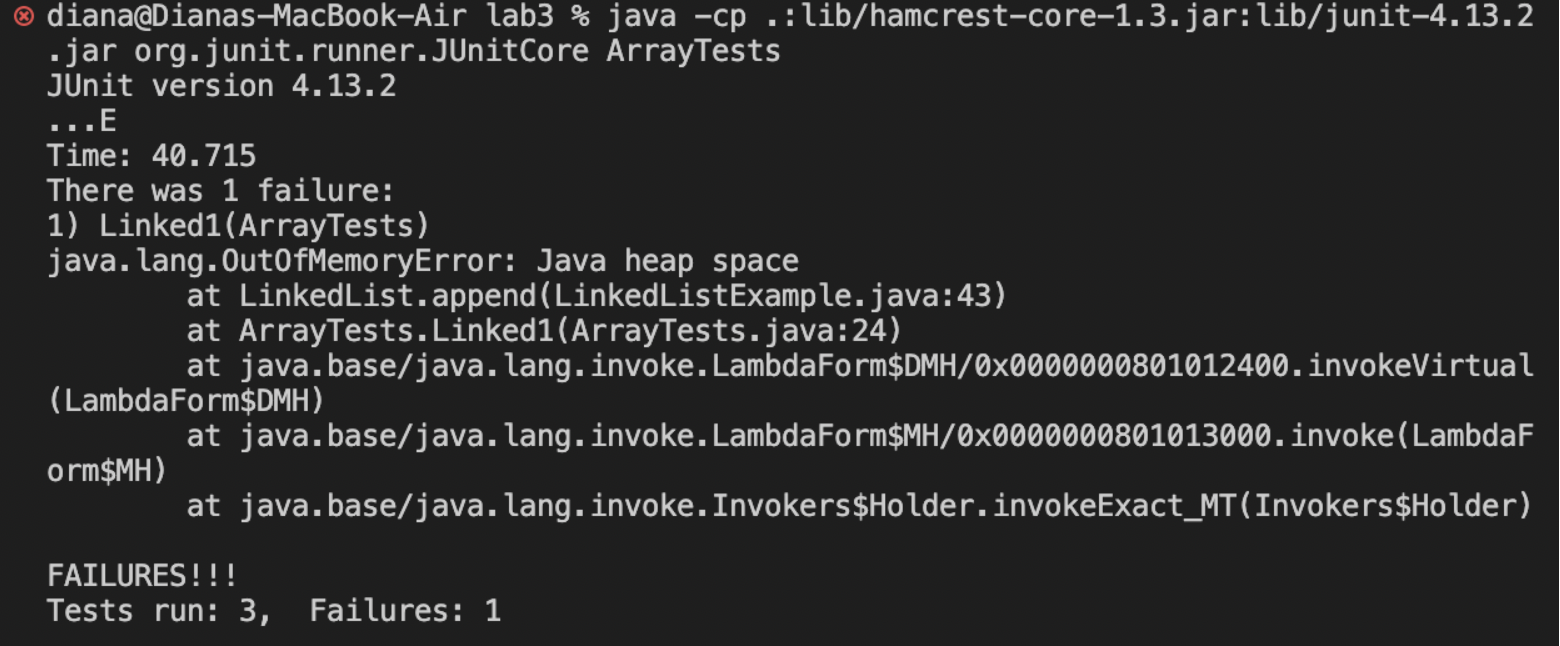 diana@Dianas-MacBook-Air lab3 % java -cp .:lib/hamcrest-core-1.3.jar:lib/junit-4.13.2
.jar org.junit.runner.JUnitCore ArrayTests
JUnit version 4.13.2
...E
Time: 40.715
There was 1 failure:
1) Linked1(ArrayTests)
java.lang.OutOfMemoryError: Java heap space
        at LinkedList.append(LinkedListExample.java:43)
        at ArrayTests.Linked1(ArrayTests.java:24)
        at java.base/java.lang.invoke.LambdaForm$DMH/0x0000000801012400.invokeVirtual
(LambdaForm$DMH)
        at java.base/java.lang.invoke.LambdaForm$MH/0x0000000801013000.invoke(LambdaF
orm$MH)
        at java.base/java.lang.invoke.Invokers$Holder.invokeExact_MT(Invokers$Holder)

FAILURES!!!
Tests run: 3,  Failures: 1